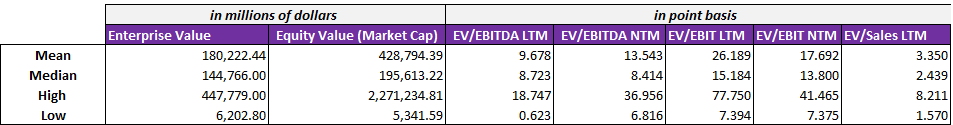 in millions of dollars in point basis
Enterprise Value Equity Value (Market Cap) EV/EBITDA LTM EV/EBITDA NTM EV/EBIT LTM EV/EBIT NTM EV/Sales LTM
Mean 180,222.44 428,794.39 9.678 13.543 26.189 17.692 3.350
Median 144,766.00 195,613.22 8.723 8.414 15.184 13.800 2.439
High 447,779.00 2,271,234.81 18.747 36.956 77.750 41.465 8.211
Low 6,202.80 5,341.59 0.623 6.816 7.394 7.375 1.570